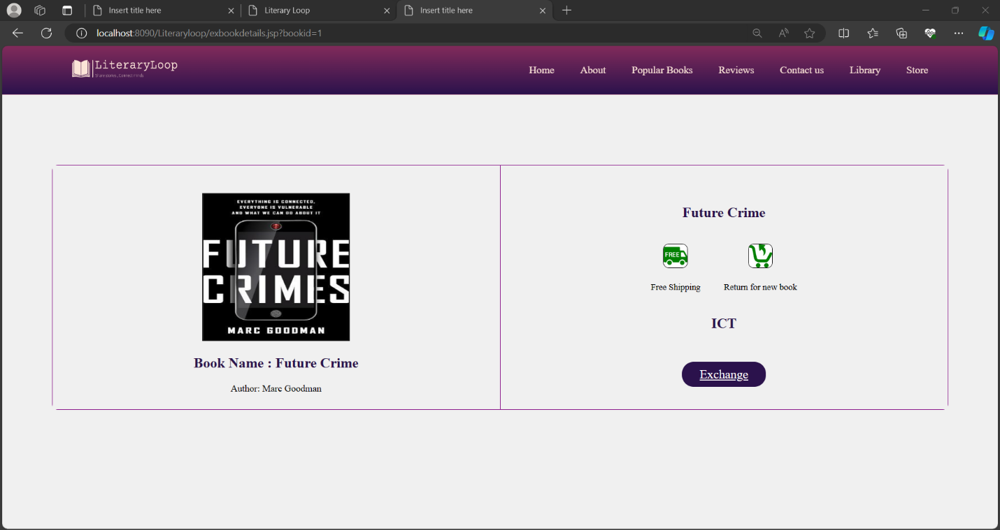 Insert title here
Literary Loop
Insert title here
localhost:8090/Literaryloop/exbookdetails.jsp?bookid=1
LiteraryLoop
Home About Popular Books Reviews Contact us Library Store
EVERYTHING IS CONNECTED,
EVERYONE IS VULNERABLE
AND WHAT WE CAN DO ABOUT IT
FUTURE
CRIMES
MARC GOODMAN
Book Name : Future Crime
Author: Marc Goodman
Future Crime
FREE
Free Shipping Return for new book
ICT
Exchange